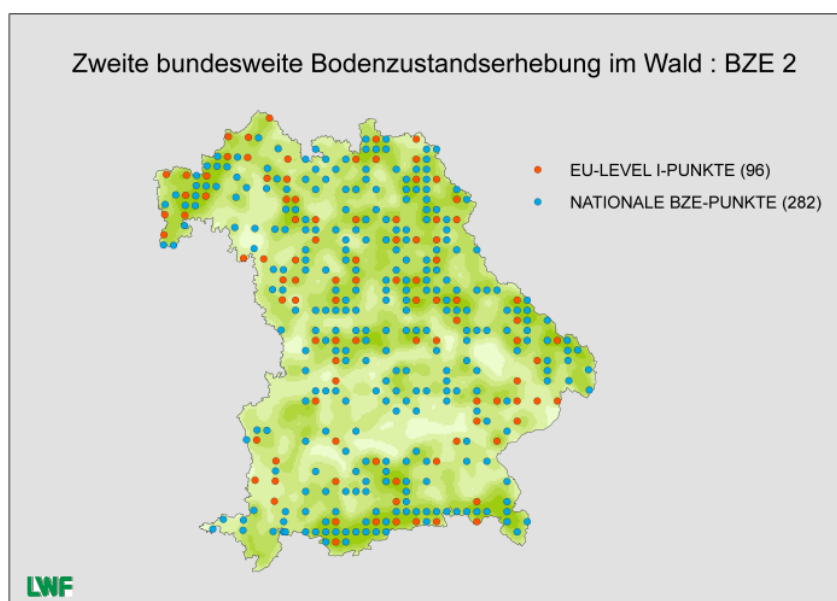 Zweite bundesweite Bodenzustandserhebung im Wald : BZE 2
EU-LEVEL I-PUNKTE (96)
NATIONALE BZE-PUNKTE (282)
LWF